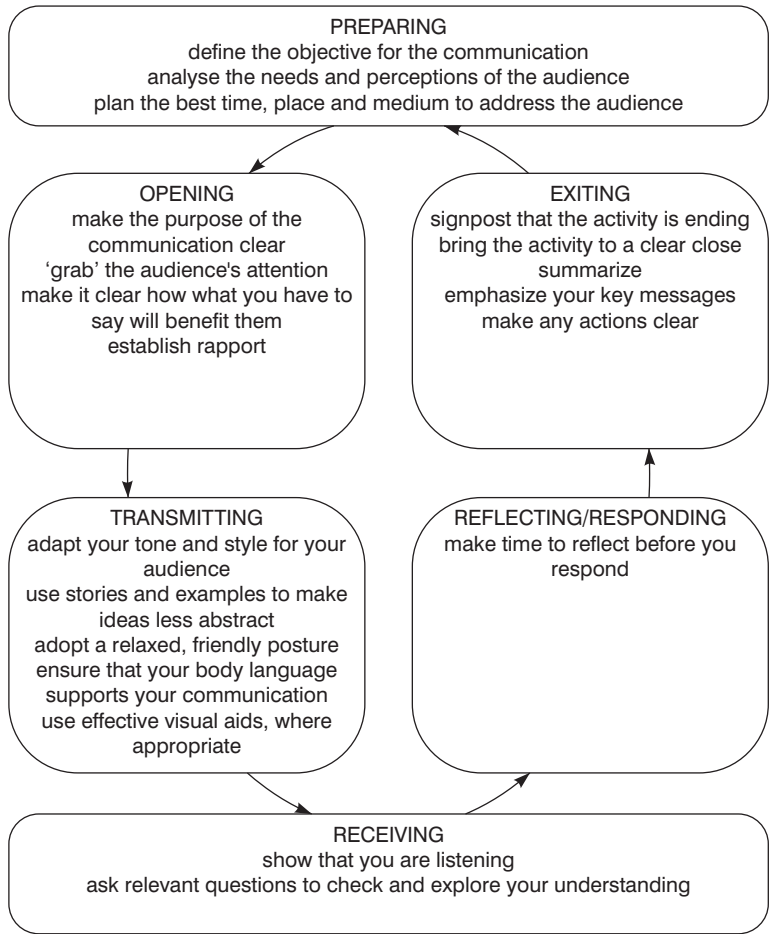 PREPARING
define the objective for the communication
analyse the needs and perceptions of the audience
plan the best time, place and medium to address the audience
OPENING
make the purpose of the
communication clear
‘grab’ the audience's attention
make it clear how what you have to
say will benefit them
establish rapport
TRANSMITTING
adapt your tone and style for your
audience
use stories and examples to make
ideas less abstract
adopt a relaxed, friendly posture
ensure that your body language
supports your communication
use effective visual aids, where
appropriate
RECEIVING
show that you are listening
ask relevant questions to check and explore your understanding
REFLECTING/RESPONDING
make time to reflect before you
respond
EXITING
signpost that the activity is ending
bring the activity to a clear close
summarize
emphasize your key messages
make any actions clear